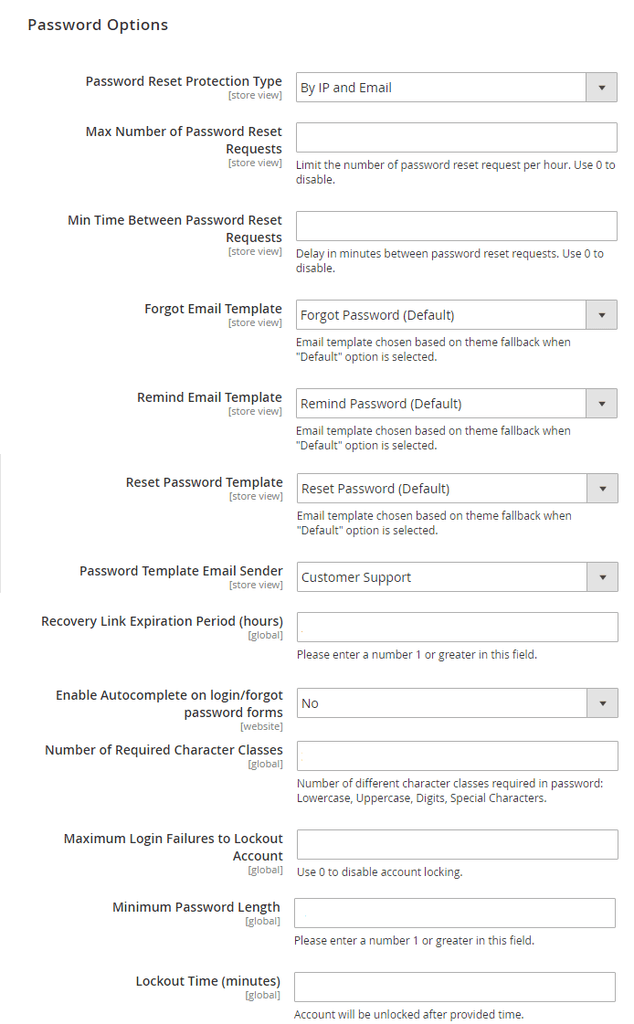 Password Options
Password Reset Protection Type
[store view]
By IP and Email
Max Number of Password Reset
Requests
[store view]
Limit the number of password reset request per hour. Use 0 to
disable.
Min Time Between Password Reset
Requests
[store view]
Delay in minutes between password reset requests. Use 0 to
disable.
Forgot Email Template
[store view]
Forgot Password (Default)
Email template chosen based on theme fallback when
"Default" option is selected.
Remind Email Template
[store view]
Remind Password (Default)
Email template chosen based on theme fallback when
"Default" option is selected.
Reset Password Template
[store view]
Reset Password (Default)
Email template chosen based on theme fallback when
"Default" option is selected.
Password Template Email Sender
[store view]
Customer Support
Recovery Link Expiration Period (hours)
[global]
Please enter a number 1 or greater in this field.
Enable Autocomplete on login/forgot
password forms
[website]
No
Number of Required Character Classes
[global]
Number of different character classes required in password:
Lowercase, Uppercase, Digits, Special Characters.
Maximum Login Failures to Lockout
Account
[global]
Use 0 to disable account locking.
Minimum Password Length
[global]
Please enter a number 1 or greater in this field.
Lockout Time (minutes)
[global]
Account will be unlocked after provided time.